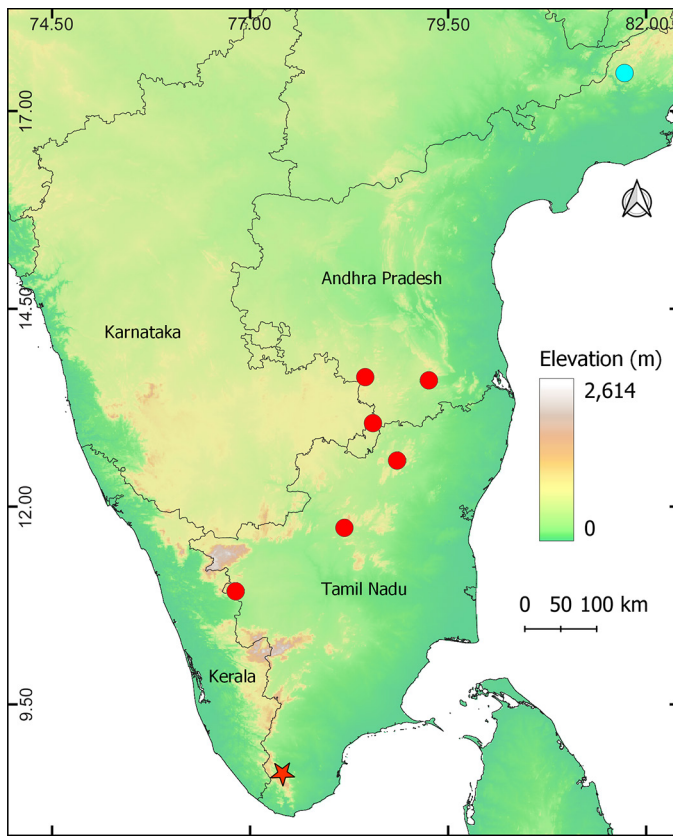 74.50 77.00 79.50 82.00
17.00
14.50
12.00
9.50
Andhra Pradesh
Karnataka
Elevation (m)
2,614
0
Tamil Nadu
0 50 100 km
Kerala